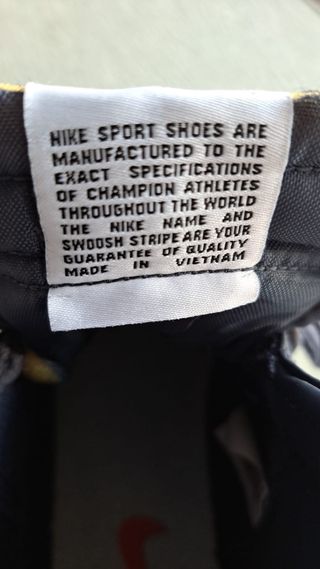 NIKE SPORT SHOES ARE
MANUFACTURED TO THE
EXACT SPECIFICATIONS
OF CHAMPION ATHLETES
THROUGHOUT THE WORLD
THE NIKE NAME AND
SWOOSH STRIPE ARE YOUR
GUARANTEE OF QUALITY
MADE IN VIETNAM